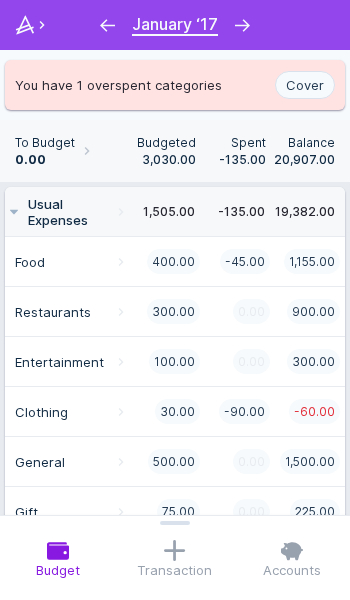 January ‘17
You have 1 overspent categories Cover
To Budget Budgeted Spent Balance
0.00 3,030.00 -135.00 20,907.00
Usual
Expenses 1,505.00 -135.00 19,382.00
Food 400.00 -45.00 1,155.00
Restaurants 300.00 0.00 900.00
Entertainment 100.00 0.00 300.00
Clothing 30.00 -90.00 -60.00
General 500.00 0.00 1,500.00
Gift 75.00 0.00 225.00
Budget Transaction Accounts